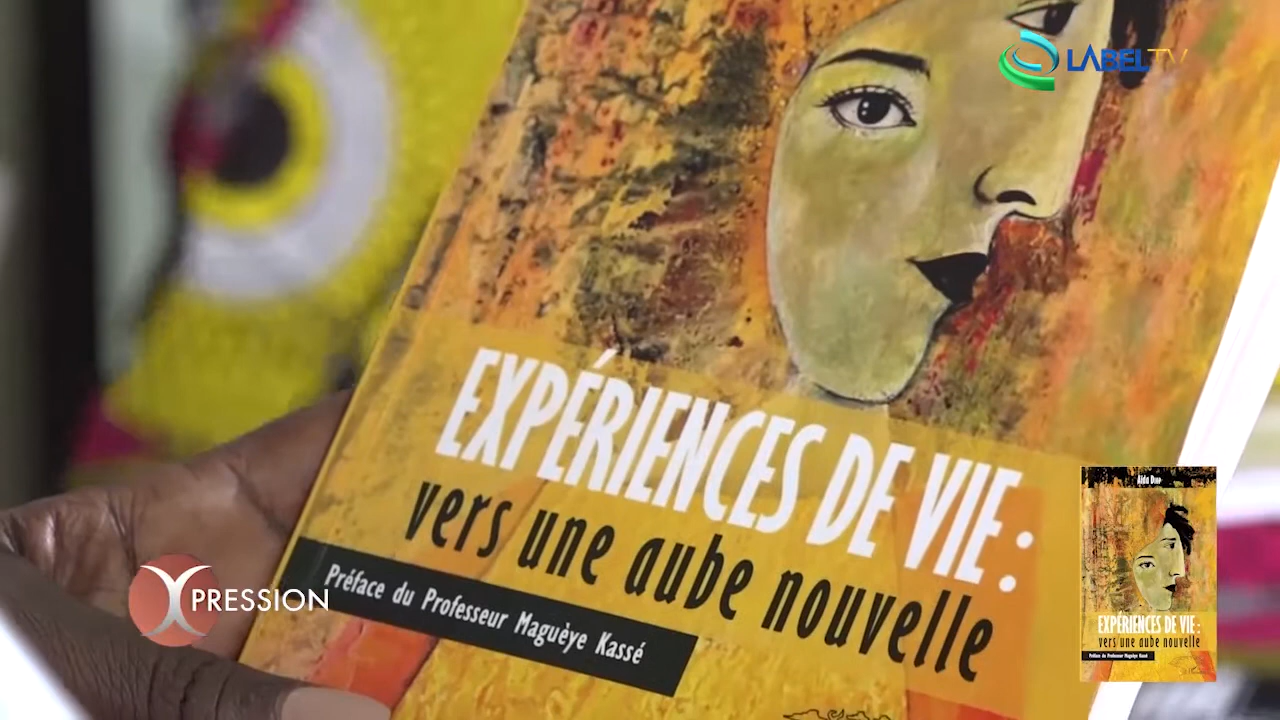 LABEL TV
EXPÉRIENCES DE VIE :
vers une aube nouvelle
Préface du Professeur Maguèye Kassé
XPRESSION
Aïda Diop
EXPÉRIENCES DE VIE :
vers une aube nouvelle
Préface du Professeur Maguèye Kassé